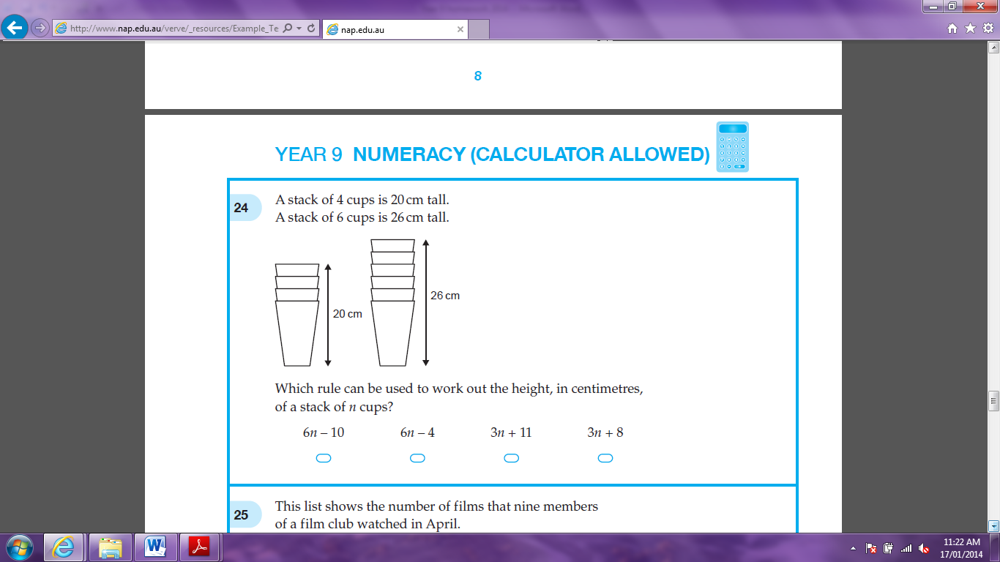 http://www.nap.edu.au/verve/_resources/Example_Te
nap.edu.au
8
YEAR 9 NUMERACY (CALCULATOR ALLOWED)
24
A stack of 4 cups is 20 cm tall.
A stack of 6 cups is 26 cm tall.
20 cm
26 cm
Which rule can be used to work out the height, in centimetres,
of a stack of n cups?
6n – 10 6n – 4 3n + 11 3n + 8
25
This list shows the number of films that nine members
of a film club watched in April.
11:22 AM
17/01/2014